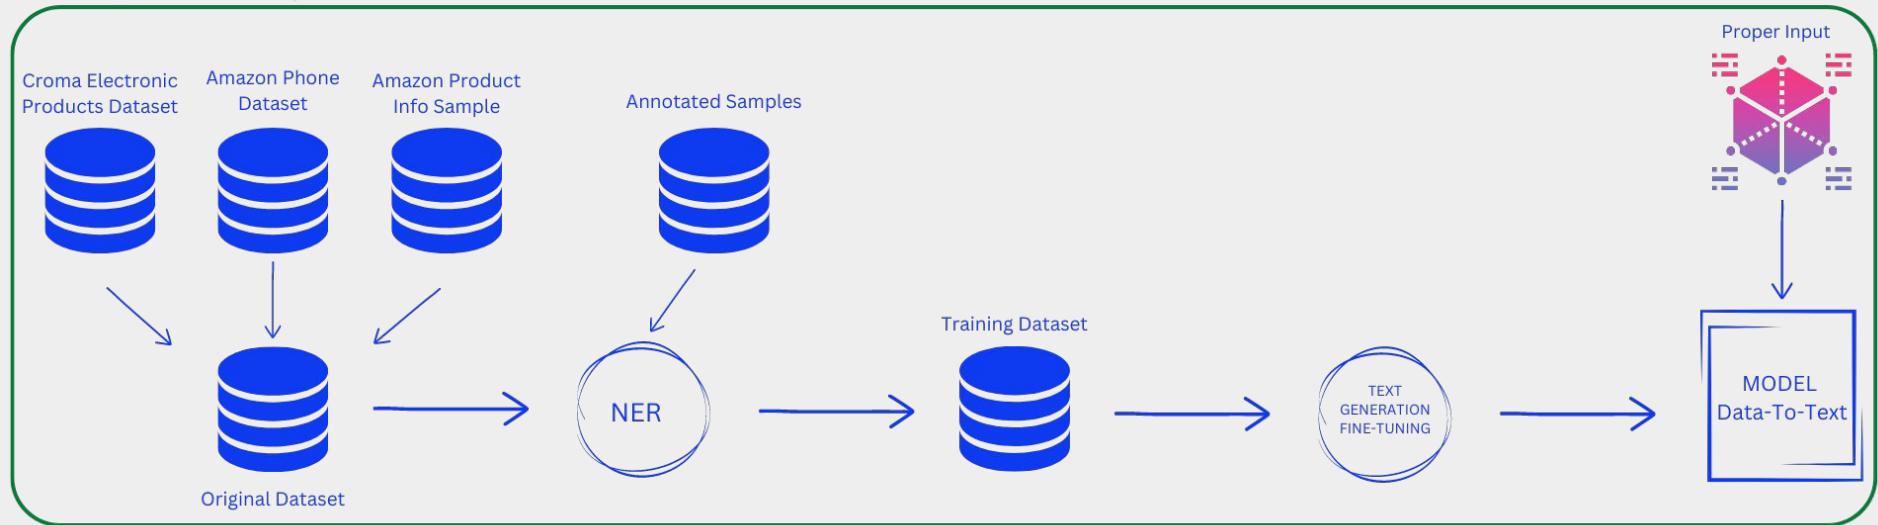 Proper Input
Croma Electronic
Products Dataset
Amazon Phone
Dataset
Amazon Product
Info Sample
Annotated Samples
Training Dataset
NER
TEXT
GENERATION
FINE-TUNING
MODEL
Data-To-Text
Original Dataset